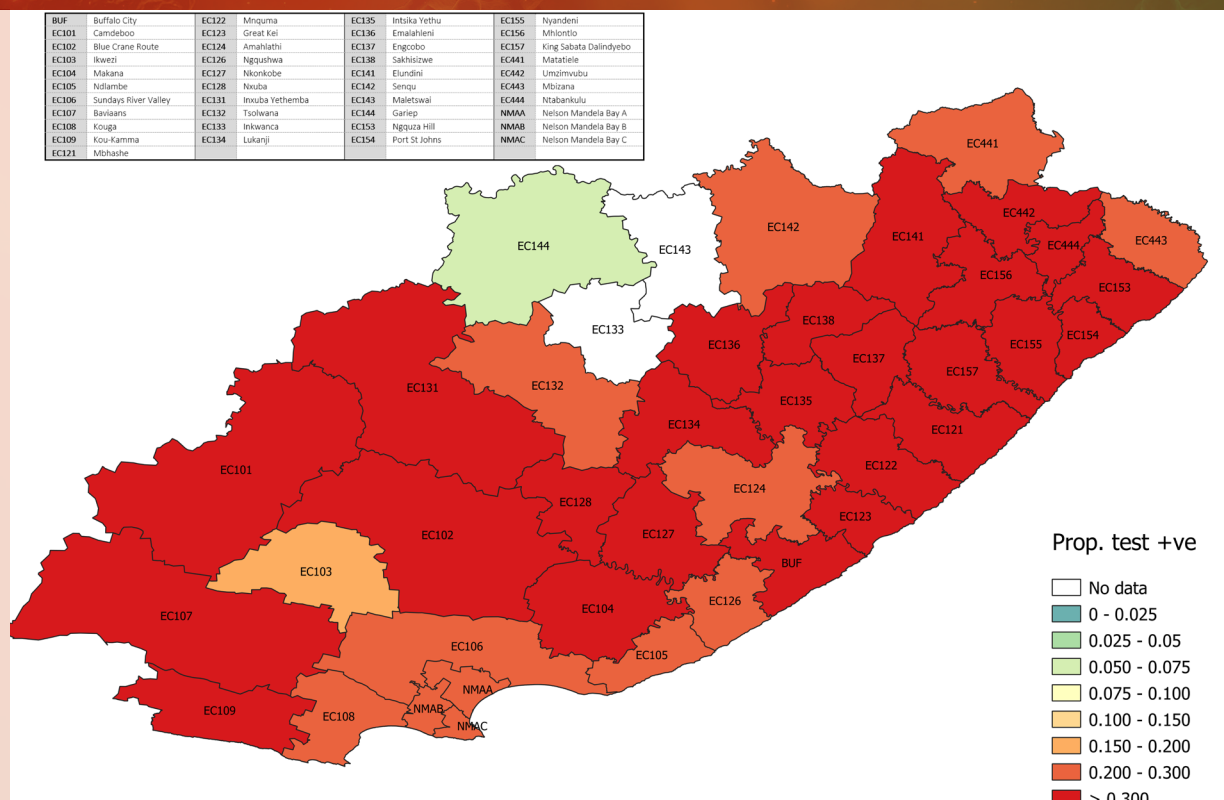 BUF Buffalo City EC122 Mnquma EC135 Intsika Yethu EC155 Nyandeni
EC101 Camdeboo EC123 Great Kei EC136 Emalahleni EC156 Mhlontlo
EC102 Blue Crane Route EC124 Amahlathi EC137 Engcobo EC157 King Sabata Dalindyebo
EC103 Ikwezi EC126 Ngqushwa EC138 Sakhisizwe EC441 Matatiele
EC104 Makana EC127 Nkonkobe EC141 Elundini EC442 Umzimvubu
EC105 Ndlambe EC128 Nxuba EC142 Senqu EC443 Mbizana
EC106 Sundays River Valley EC131 Inxuba Yethemba EC143 Maletswai EC444 Ntabankulu
EC107 Baviaans EC132 Tsolwana EC144 Gariep NMAA Nelson Mandela Bay A
EC108 Kouga EC133 Inkwanca EC153 Ngquza Hill NMAB Nelson Mandela Bay B
EC109 Kou-Kamma EC134 Lukanji EC154 Port St Johns NMAC Nelson Mandela Bay C
EC121 Mbhashe
EC441
EC442
EC142
EC141
EC443
EC444
EC144
EC143
EC156
EC153
EC138
EC133
EC154
EC136
EC155
EC137
EC157
EC131
EC132
EC135
EC134
EC121
EC101
EC122
EC124
EC128
EC123
EC102
EC127
BUF
EC103
EC126
EC104
EC107
EC106
EC105
NMAA
EC109
EC108
NMAB
NMAC
Prop. test +ve
No data
0 - 0.025
0.025 - 0.05
0.050 - 0.075
0.075 - 0.100
0.100 - 0.150
0.150 - 0.200
0.200 - 0.300
> 0.300